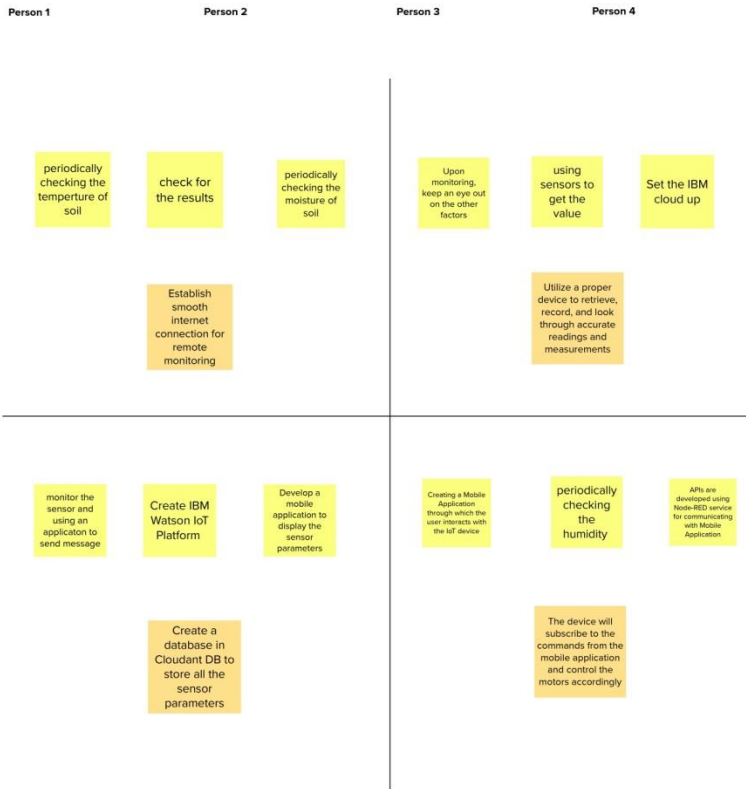 Person 1
Person 2
Person 3
Person 4
periodically
checking the
temperture of
soil
check for
the results
periodically
checking the
moisture of
soil
Establish
smooth
internet
connection for
remote
monitoring
Upon
monitoring,
keep an eye out
on the other
factors
using
sensors to
get the
value
Set the IBM
cloud up
Utilize a proper
device to retrieve,
record, and look
through accurate
readings and
measurements
monitor the
sensor and
using an
applicaton to
send message
Create IBM
Watson IoT
Platform
Develop a
mobile
application to
display the
sensor
parameters
Create a
database in
Cloudant DB to
store all the
sensor
parameters
Creating a Mobile
Application
through which the
user interacts with
the IoT device
periodically
checking
the
humidity
APIs are
developed using
Node-RED service
for communicating
with Mobile
Application
The device will
subscribe to the
commands from the
mobile application
and control the
motors accordingly